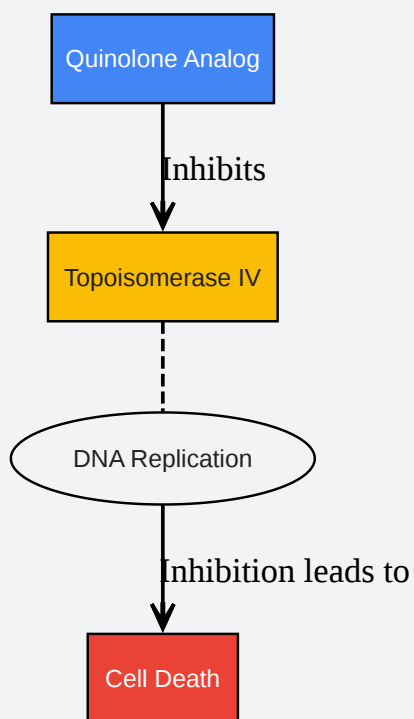 Quinolone Analog
Inhibits
Topoisomerase IV
DNA Replication
Inhibition leads to
Cell Death